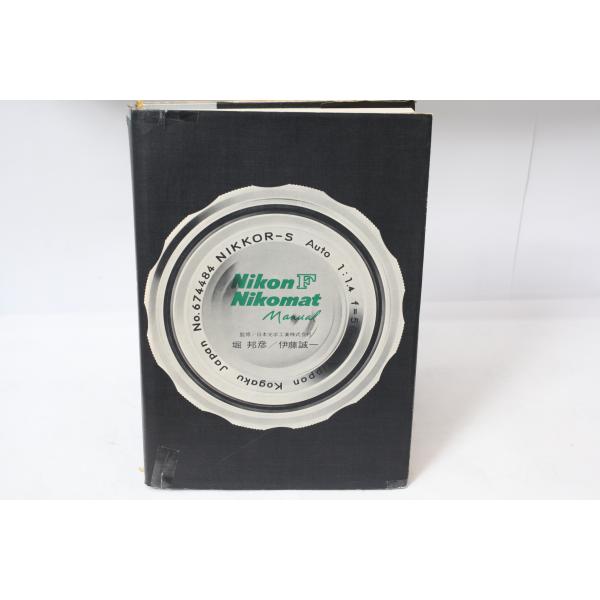 Nikon F
Nikomat
Manual
監修/日本光学工業株式会社
堀 邦彦/伊藤誠一
No.674484 NIKKOR-S Auto 1:1.4 f=5
Nippon Kogaku Japan